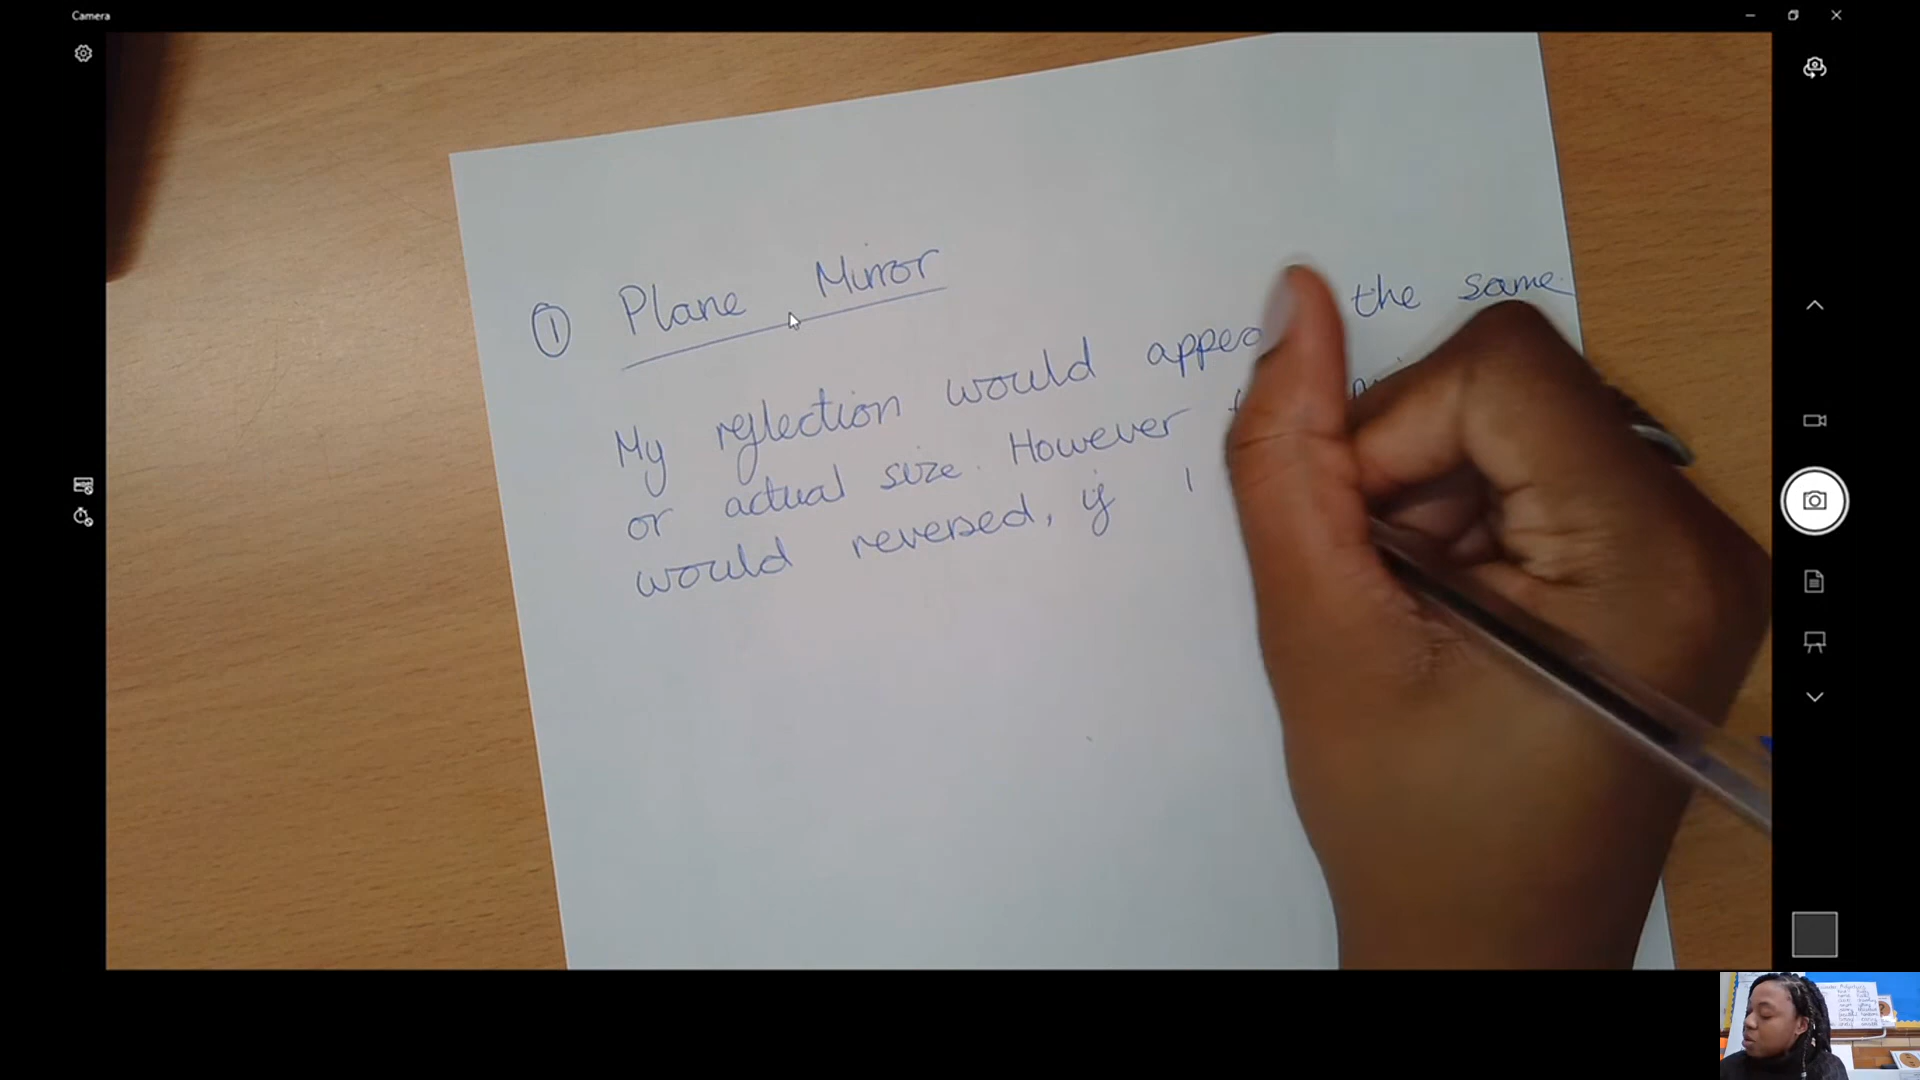 Camera
① Plane Mirror
My reflection would appea the same
or actual size. However
would reversed, if I